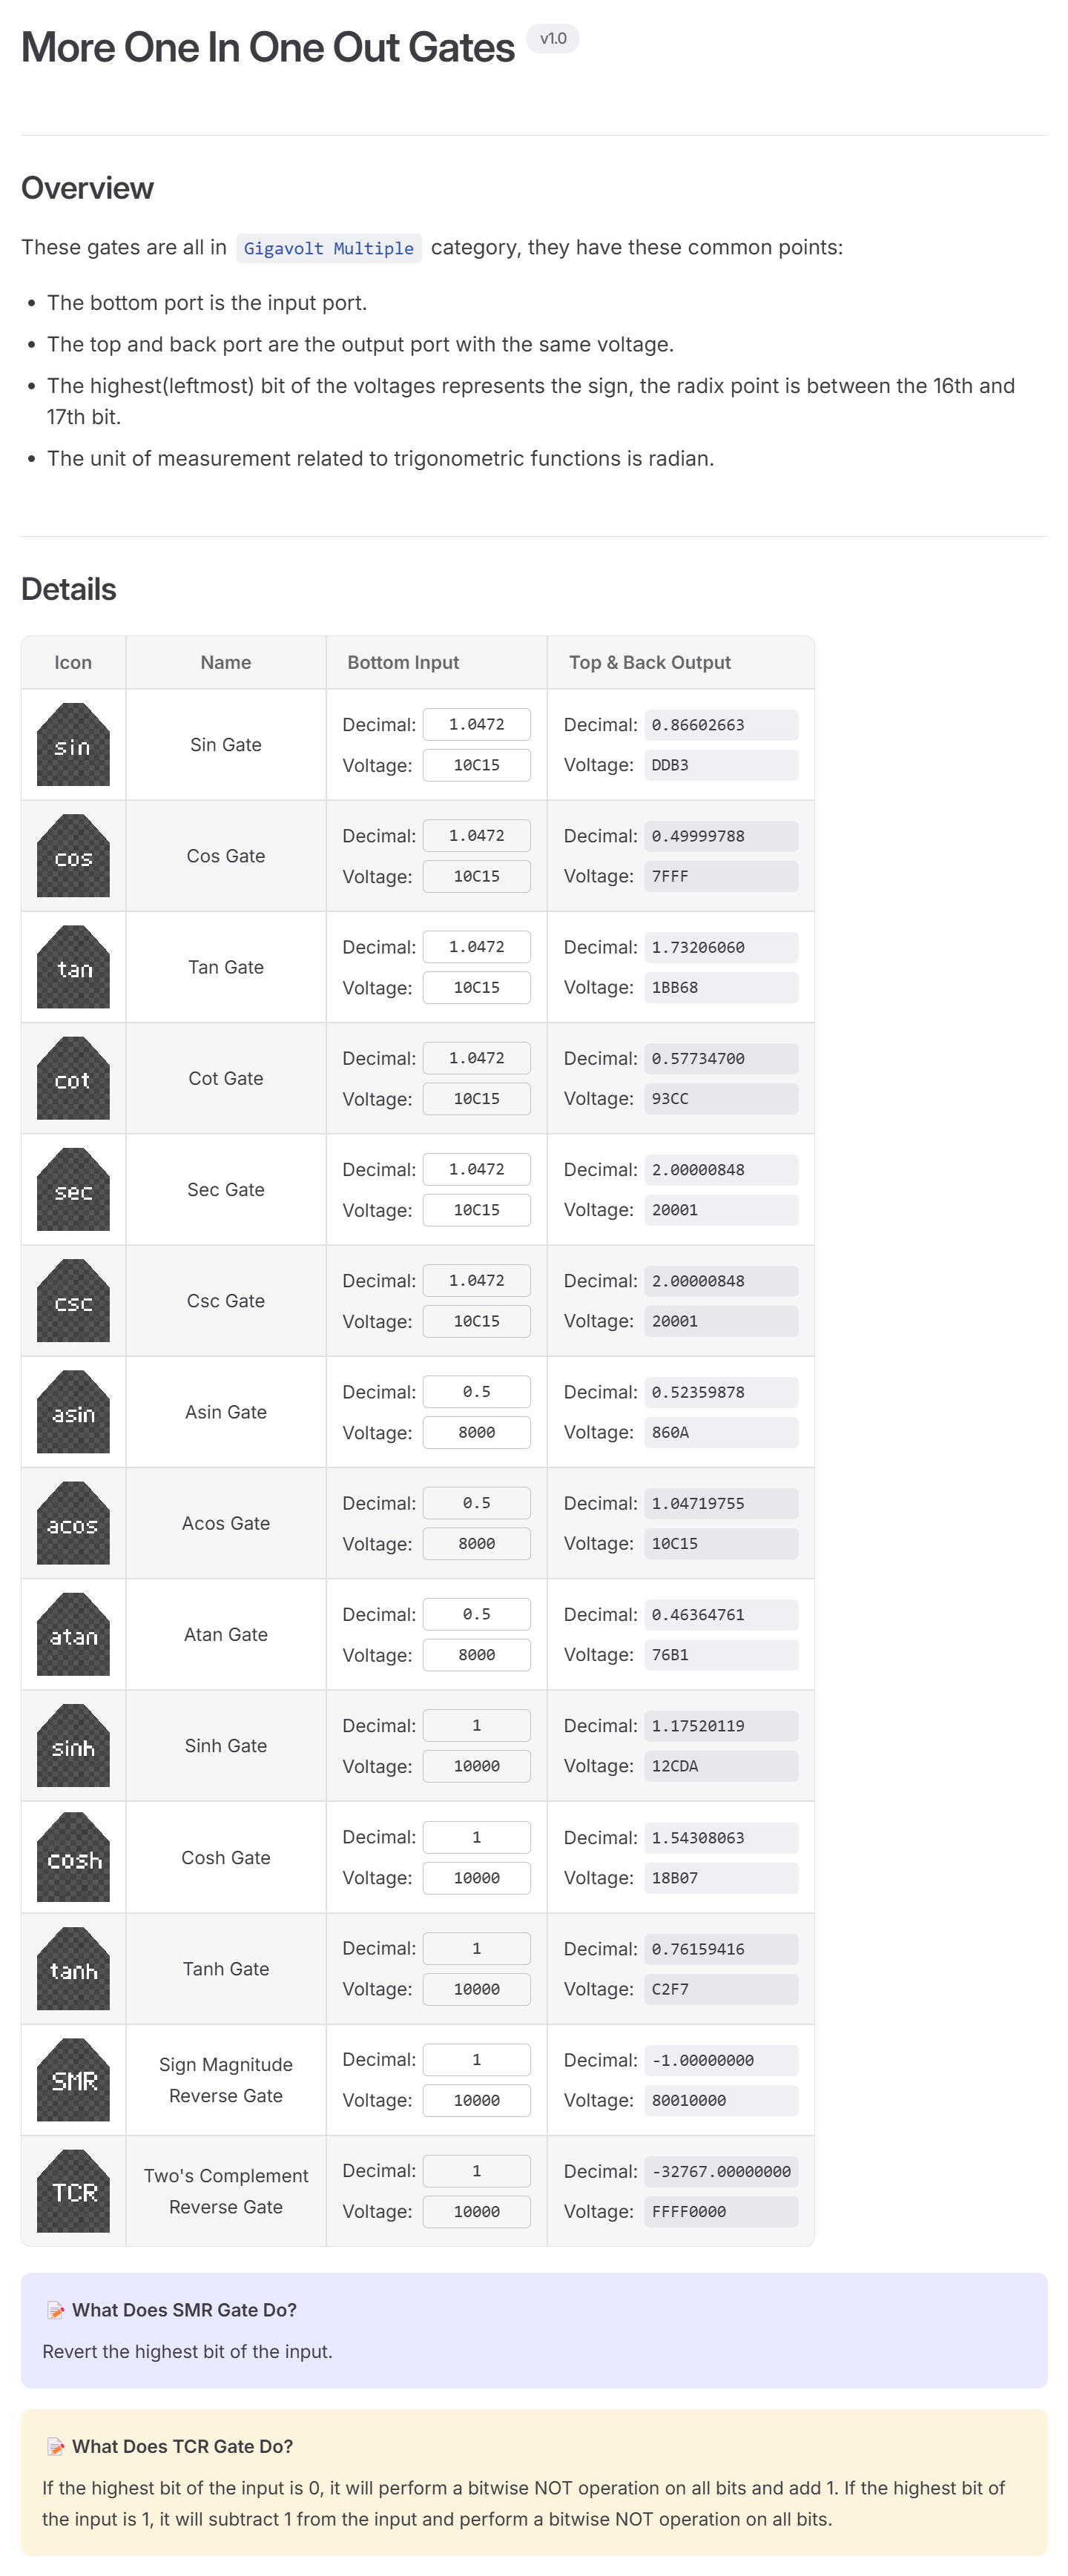 More One In One Out Gates v1.0
Overview
These gates are all in Gigavolt Multiple category, they have these common points:
• The bottom port is the input port.
• The top and back port are the output port with the same voltage.
• The highest(leftmost) bit of the voltages represents the sign, the radix point is between the 16th and
17th bit.
• The unit of measurement related to trigonometric functions is radian.
Details
Icon Name Bottom Input Top & Back Output
sin Sin Gate Decimal: 1.0472 Decimal: 0.86602663
Voltage: 10C15 Voltage: DDB3
cos Cos Gate Decimal: 1.0472 Decimal: 0.49999788
Voltage: 10C15 Voltage: 7FFF
tan Tan Gate Decimal: 1.0472 Decimal: 1.73206060
Voltage: 10C15 Voltage: 1BB68
cot Cot Gate Decimal: 1.0472 Decimal: 0.57734700
Voltage: 10C15 Voltage: 93CC
sec Sec Gate Decimal: 1.0472 Decimal: 2.00000848
Voltage: 10C15 Voltage: 20001
csc Csc Gate Decimal: 1.0472 Decimal: 2.00000848
Voltage: 10C15 Voltage: 20001
asin Asin Gate Decimal: 0.5 Decimal: 0.52359878
Voltage: 8000 Voltage: 860A
acos Acos Gate Decimal: 0.5 Decimal: 1.04719755
Voltage: 8000 Voltage: 10C15
atan Atan Gate Decimal: 0.5 Decimal: 0.46364761
Voltage: 8000 Voltage: 76B1
sinh Sinh Gate Decimal: 1 Decimal: 1.17520119
Voltage: 10000 Voltage: 12CDA
cosh Cosh Gate Decimal: 1 Decimal: 1.54308063
Voltage: 10000 Voltage: 18B07
tanh Tanh Gate Decimal: 1 Decimal: 0.76159416
Voltage: 10000 Voltage: C2F7
SMR Sign Magnitude Reverse Gate Decimal: 1 Decimal: -1.00000000
Voltage: 10000 Voltage: 80010000
TCR Two's Complement Reverse Gate Decimal: 1 Decimal: -32767.00000000
Voltage: 10000 Voltage: FFFF0000
📝 What Does SMR Gate Do?
Revert the highest bit of the input.
📝 What Does TCR Gate Do?
If the highest bit of the input is 0, it will perform a bitwise NOT operation on all bits and add 1. If the highest bit of
the input is 1, it will subtract 1 from the input and perform a bitwise NOT operation on all bits.